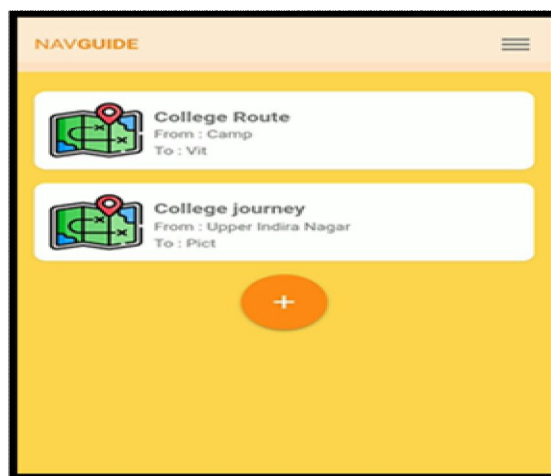 NAVGUIDE
College Route
From : Camp
To : Vit
College journey
From : Upper Indira Nagar
To : Pict
+